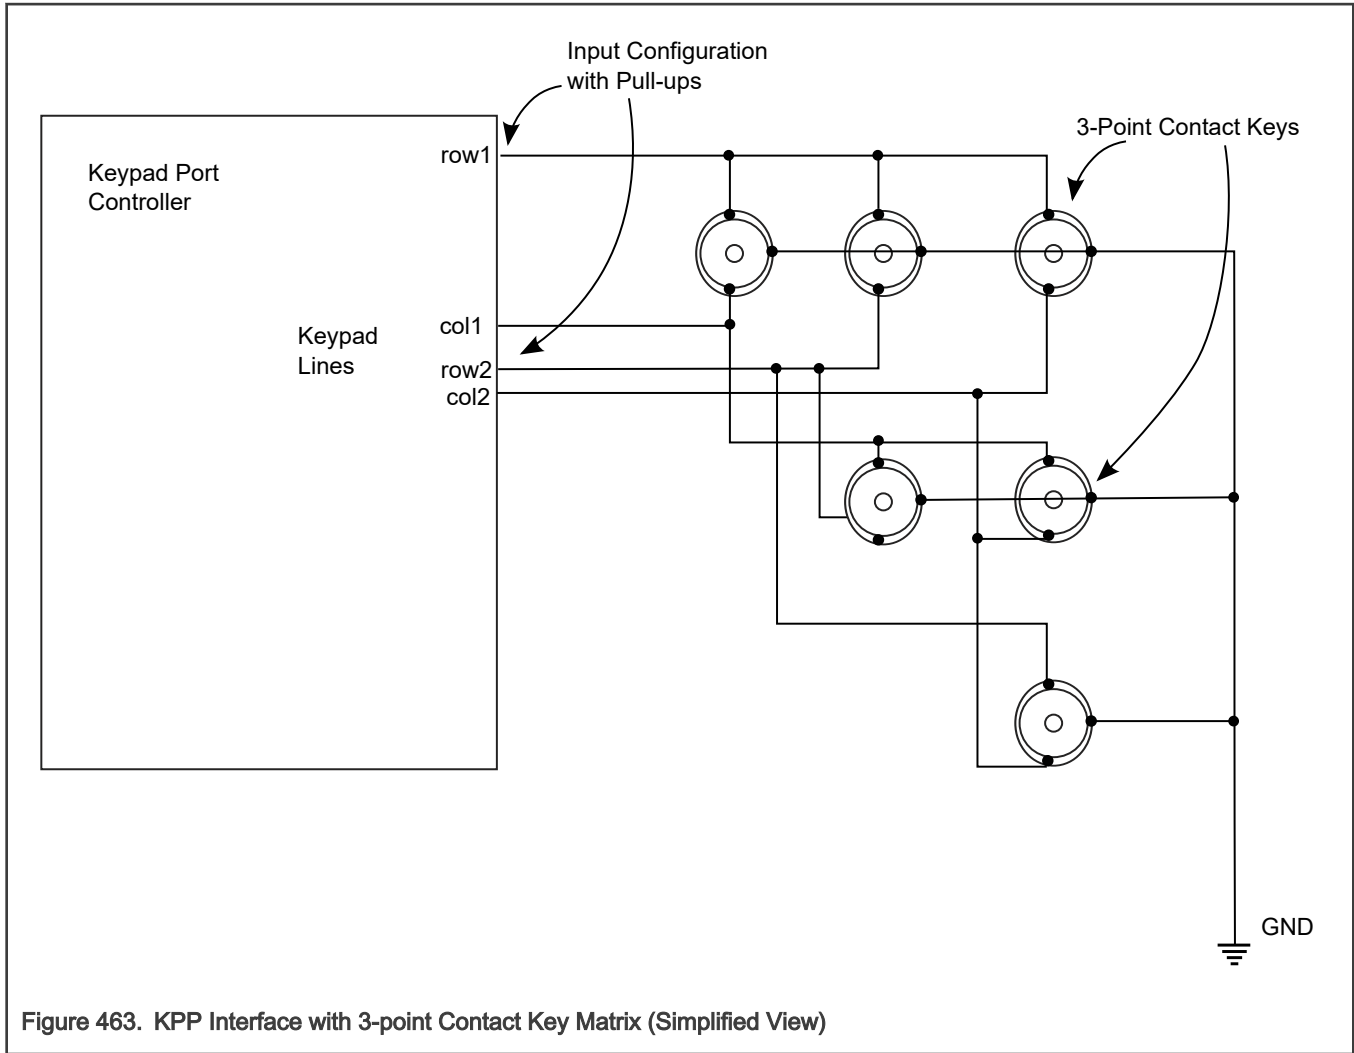 Input Configuration
with Pull-ups
3-Point Contact Keys
row1
Keypad Port
Controller
col1
Keypad
Lines
row2
col2
GND
Figure 463. KPP Interface with 3-point Contact Key Matrix (Simplified View)